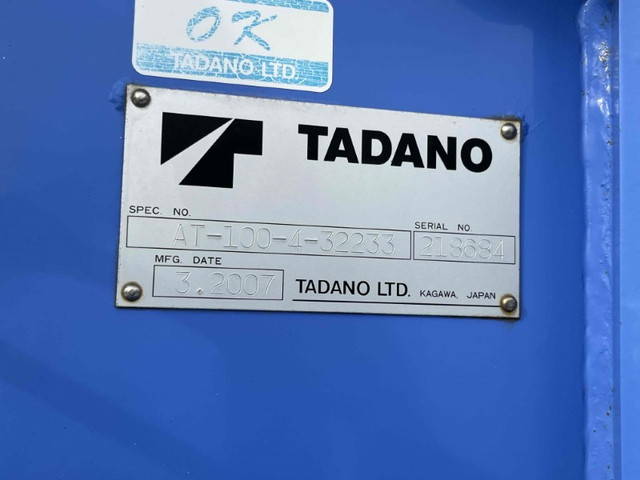 OK
TADANO LTD.
TADANO
SPEC. NO. SERIAL NO.
AT-100-4-32233 218684
MFG. DATE
3.2007 TADANO LTD. KAGAWA, JAPAN